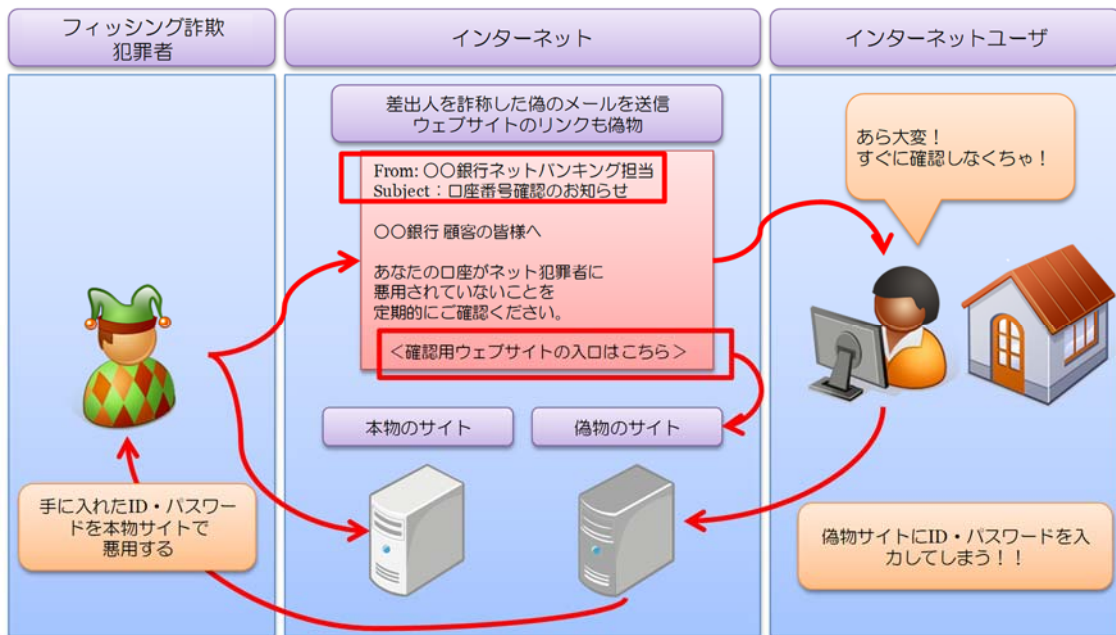 フィッシング詐欺
犯罪者
インターネット
インターネットユーザ
差出人を詐称した偽のメールを送信
ウェブサイトのリンクも偽物
From: 〇〇銀行ネットバンキング担当
Subject：口座番号確認のお知らせ
〇〇銀行 顧客の皆様へ
あなたの口座がネット犯罪者に
悪用されていないことを
定期的にご確認ください。
＜確認用ウェブサイトの入口はこちら＞
あら大変！
すぐに確認しなくちゃ！
本物のサイト
偽物のサイト
手に入れたID・パスワー
ドを本物サイトで
悪用する
偽物サイトにID・パスワードを入
力してしまう！！